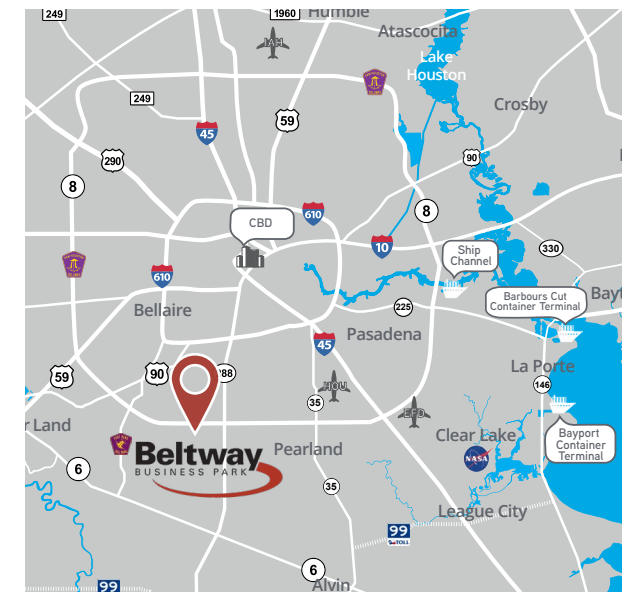 249
1960
Humble
Atascocita
IAH
Lake
Houston
249
59
Crosby
45
290
90
8
610
8
CBD
10
330
Ship
Channel
610
Barbours Cut
Container Terminal
Bayt
225
Bellaire
Pasadena
45
La Porte
59
90
288
HOU
146
35
EFD
r Land
Bayport
Container
Terminal
Clear Lake
NASA
Beltway
BUSINESS PARK
Pearland
6
35
League City
99
TOLL
6
99
Alvin